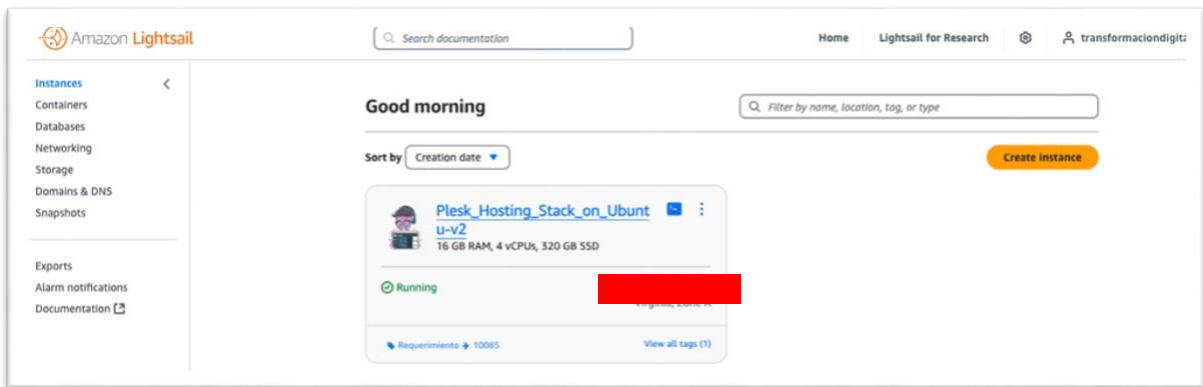 Amazon Lightsail
Search documentation
Home
Lightsail for Research
transformaciondigita
Instances
Containers
Databases
Networking
Storage
Domains & DNS
Snapshots
Exports
Alarm notifications
Documentation
Good morning
Filter by name, location, tag, or type
Sort by Creation date
Create instance
Plesk_Hosting_Stack_on_Ubunt
u-v2
16 GB RAM, 4 vCPUs, 320 GB SSD
Running
Virginia, Zone A
Requerimiento → 10085
View all tags (1)